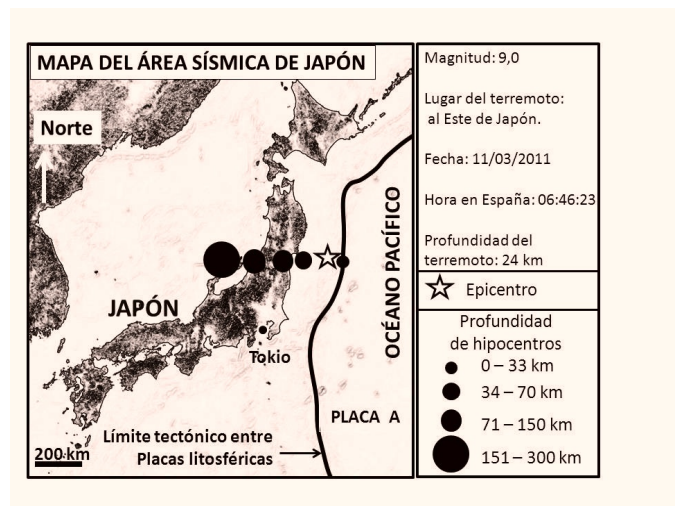 MAPA DEL ÁREA SÍSMICA DE JAPÓN
Norte
OCÉANO PACÍFICO
JAPÓN
Tokio
PLACA A
Límite tectónico entre
Placas litosféricas
200 km
Magnitud: 9,0
Lugar del terremoto:
al Este de Japón.
Fecha: 11/03/2011
Hora en España: 06:46:23
Profundidad del
terremoto: 24 km
Epicentro
Profundidad
de hipocentros
0 – 33 km
34 – 70 km
71 – 150 km
151 – 300 km